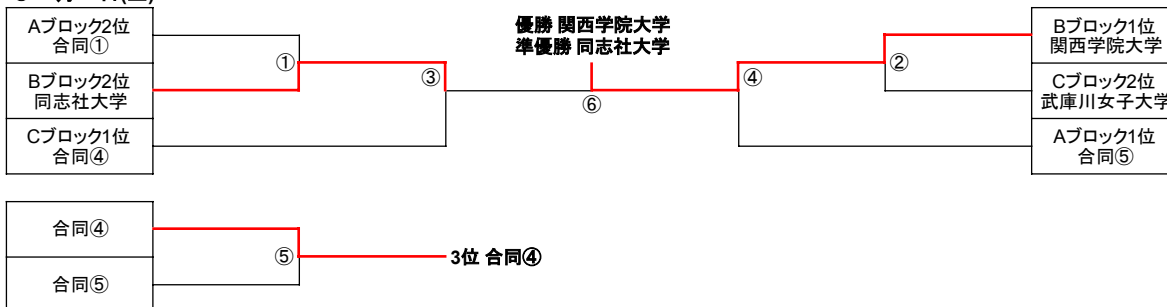 Aブロック2位
合同①
Bブロック2位
同志社大学
Cブロック1位
合同④
①
③
優勝 関西学院大学
準優勝 同志社大学
⑥
④
②
Bブロック1位
関西学院大学
Cブロック2位
武庫川女子大学
Aブロック1位
合同⑤
合同④
合同⑤
⑤
3位 合同④